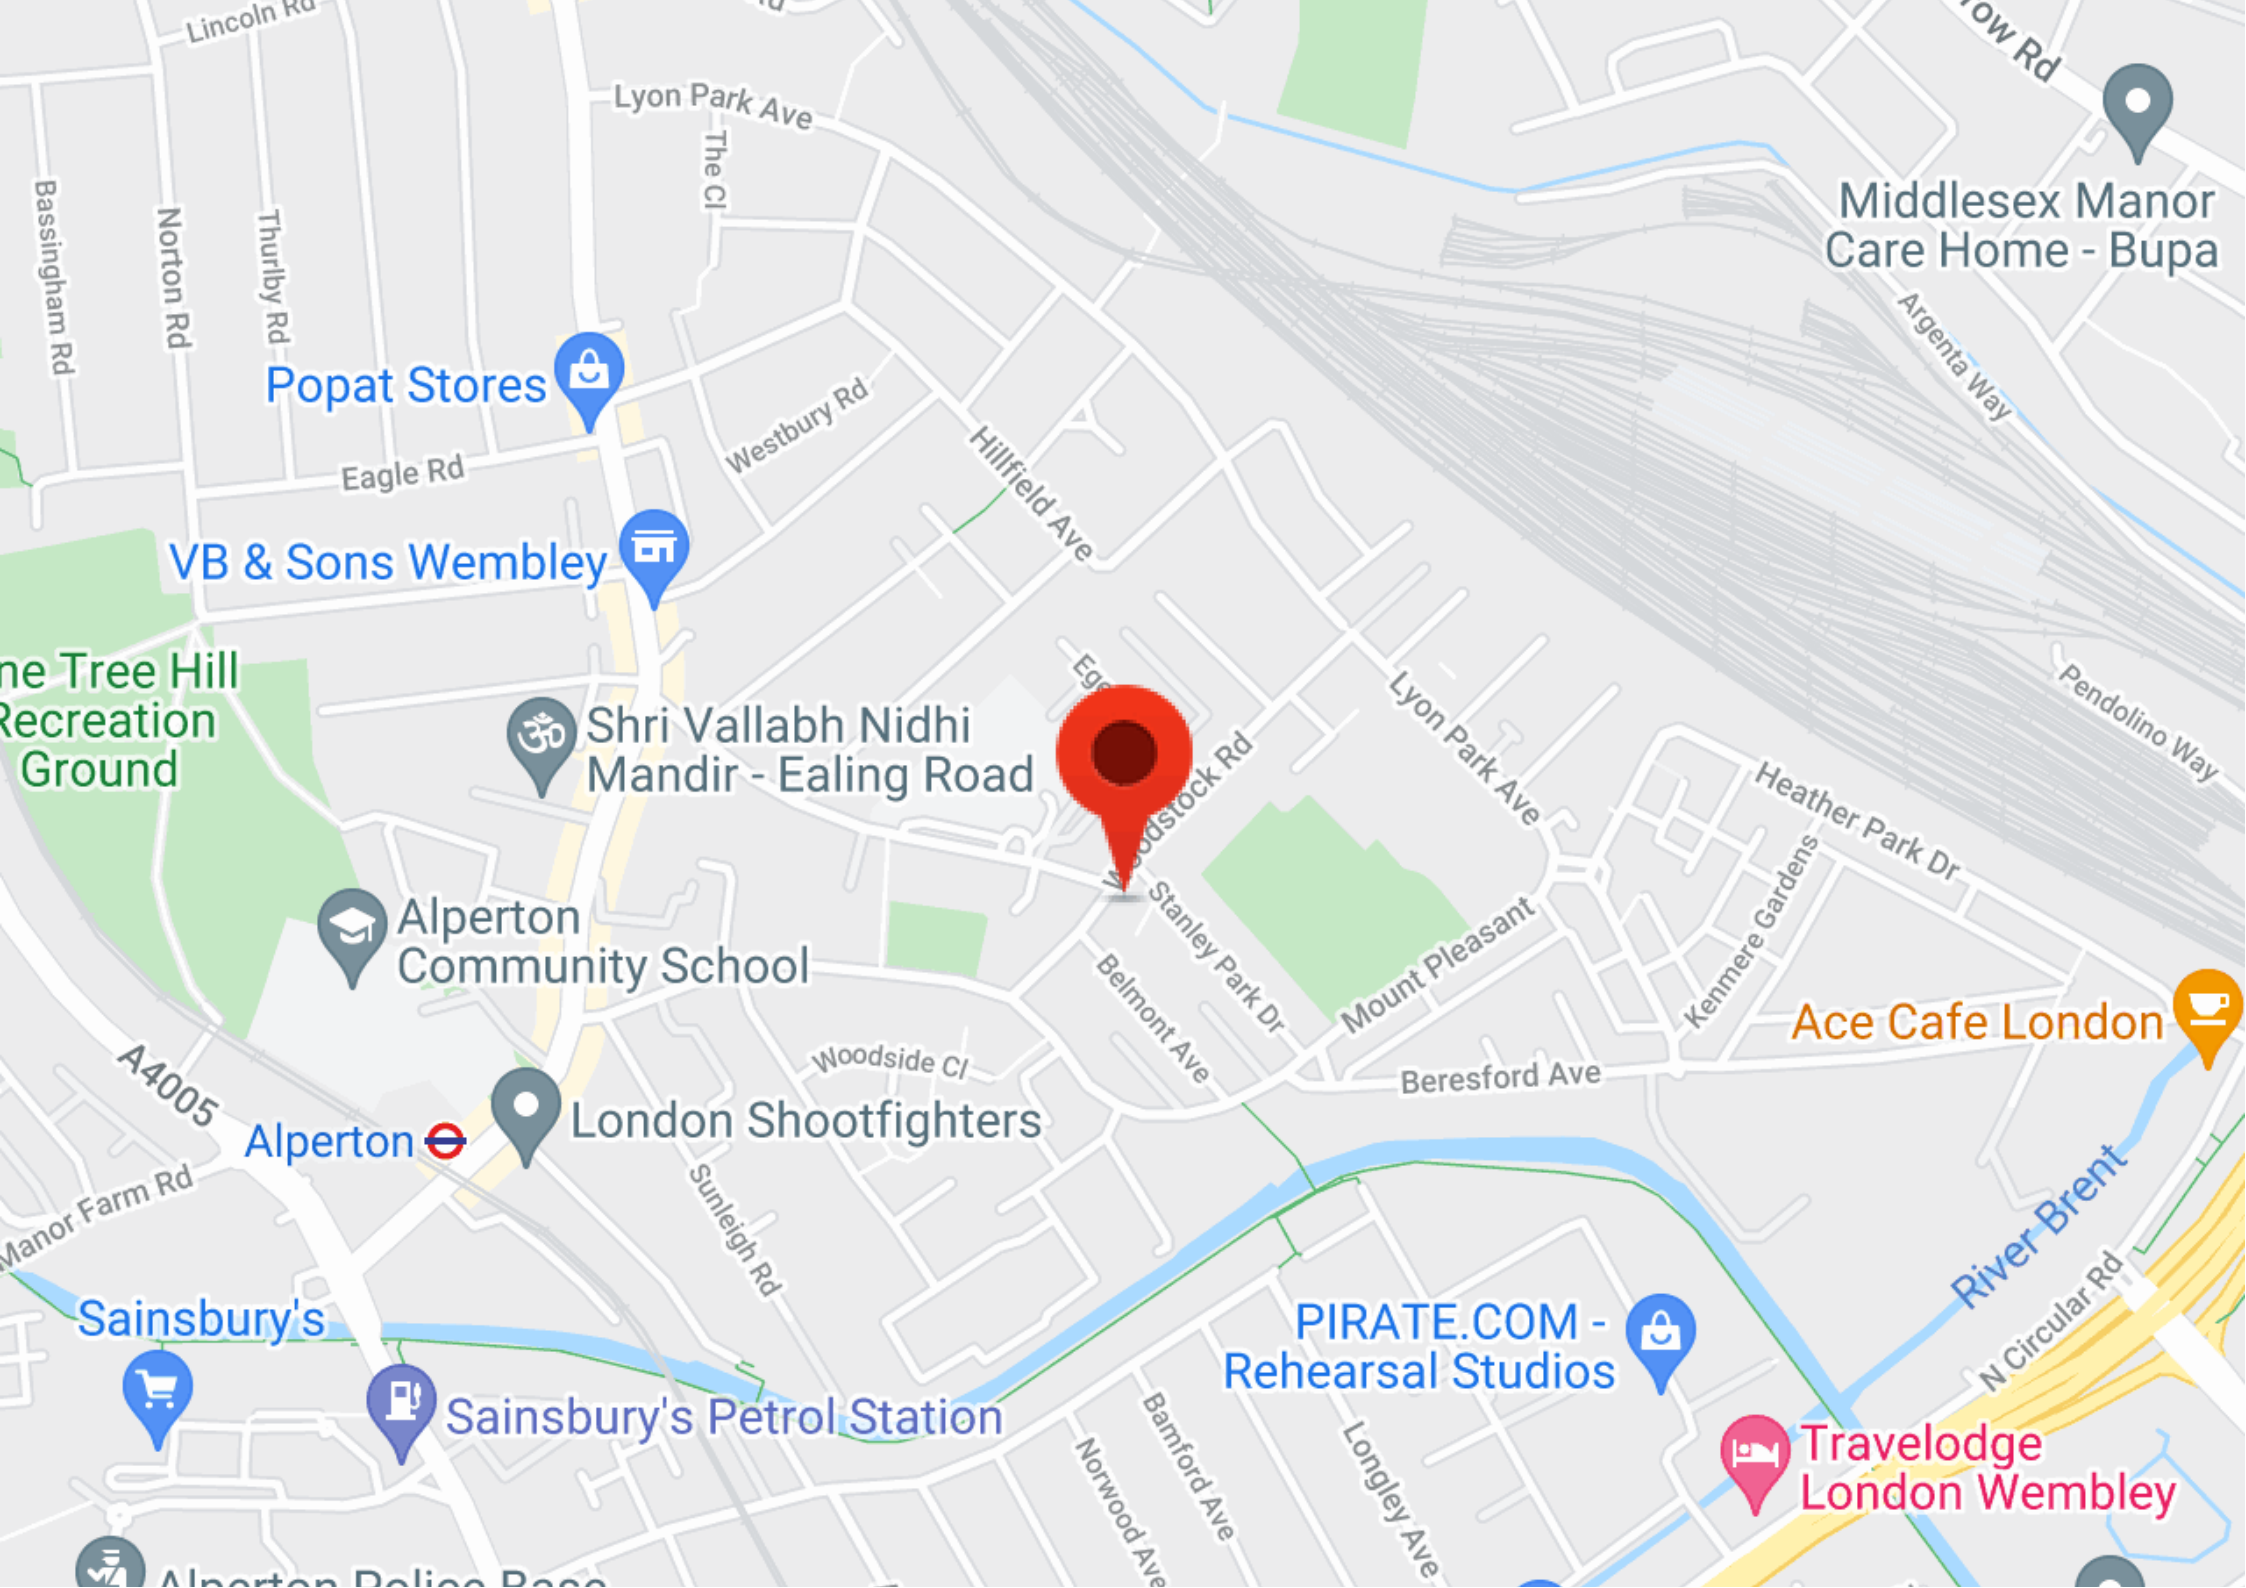 Lincoln Rd
Lyon Park Ave
The Cl
Bassingham Rd
Norton Rd
Thurlby Rd
Middlesex Manor
Care Home - Bupa
Argenta Way
Popat Stores
Eagle Rd
Westbury Rd
Hillfield Ave
VB & Sons Wembley
ne Tree Hill
Recreation
Ground
Shri Vallabh Nidhi
Mandir - Ealing Road
Woodstock Rd
Lyon Park Ave
Pendolino Way
Heather Park Dr
Kenmere Gardens
Alperton
Community School
Stanley Park Dr
Belmont Ave
Mount Pleasant
Ace Cafe London
Beresford Ave
Woodside Cl
A4005
London Shootfighters
Alperton
Manor Farm Rd
Sunleigh Rd
River Brent
N Circular Rd
Sainsbury's
PIRATE.COM -
Rehearsal Studios
Sainsbury's Petrol Station
Bamford Ave
Norwood Ave
Longley Ave
Travelodge
London Wembley
Alperton Police Base